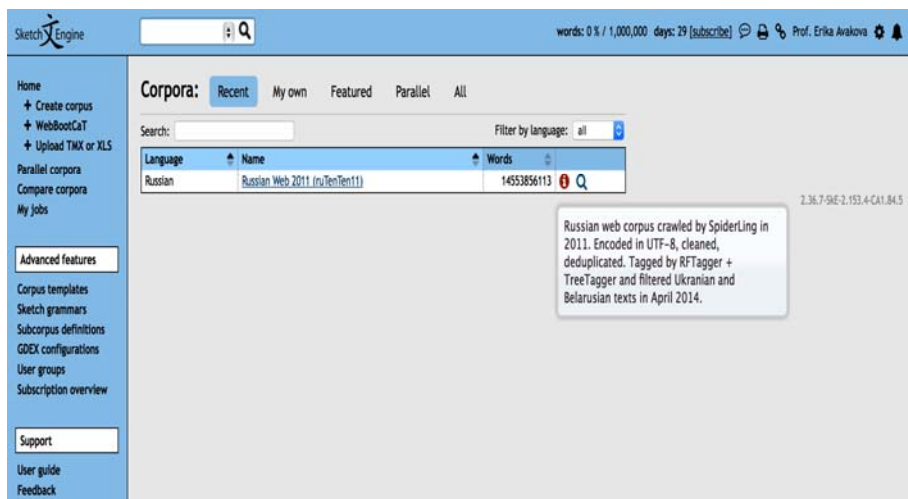 Sketch Engine
words: 0 % / 1,000,000 days: 29 [subscribe] Prof. Erika Avakova
Home
+ Create corpus
+ WebBootCaT
+ Upload TMX or XLS
Parallel corpora
Compare corpora
My jobs
Advanced features
Corpus templates
Sketch grammars
Subcorpus definitions
GDEX configurations
User groups
Subscription overview
Support
User guide
Feedback
Corpora: Recent My own Featured Parallel All
Search: Filter by language: all
Language Name Words
Russian Russian Web 2011 (ruTenTen11) 14553856113
2.36.7-SkE-2.153.4-CA1.84.5
Russian web corpus crawled by SpiderLing in
2011. Encoded in UTF-8, cleaned,
deduplicated. Tagged by RFTagger +
TreeTagger and filtered Ukranian and
Belarusian texts in April 2014.